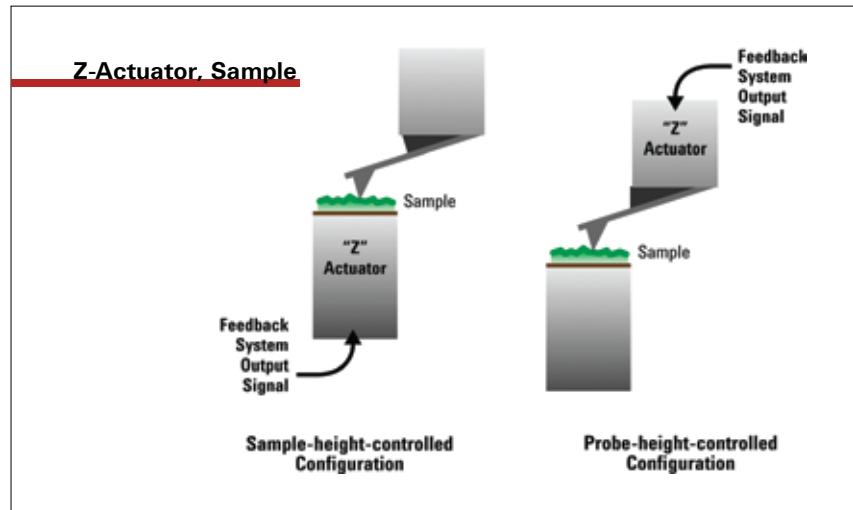 Z-Actuator, Sample
Sample
"Z"
Actuator
Feedback
System
Output
Signal
Sample-height-controlled
Configuration
Feedback
System
Output
Signal
"Z"
Actuator
Sample
Probe-height-controlled
Configuration